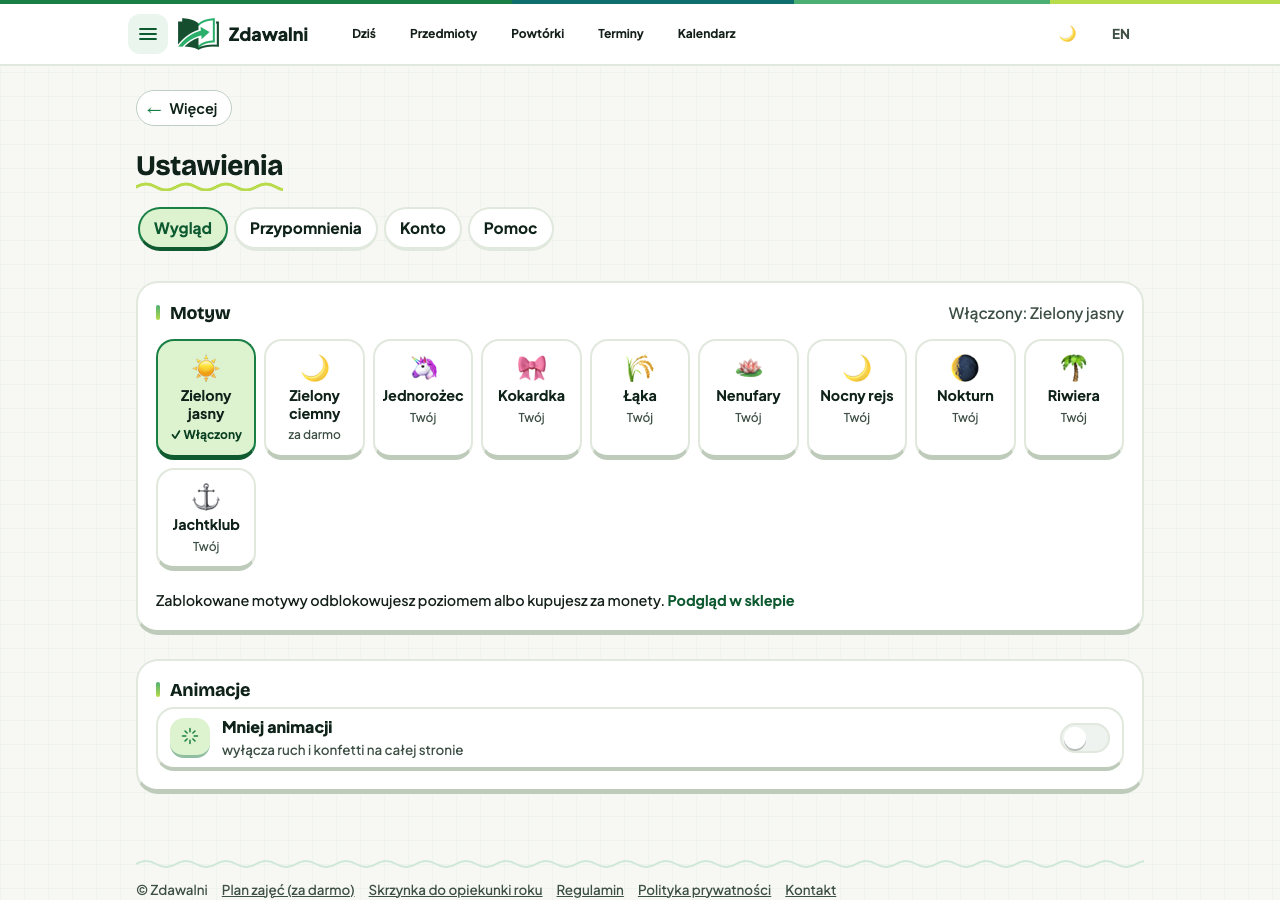 Zdawalni
Dziś
Przedmioty
Powtórki
Terminy
Kalendarz
EN
← Więcej
Ustawienia
Wygląd
Przypomnienia
Konto
Pomoc
Motyw
Włączony: Zielony jasny
Zielony jasny
✓ Włączony
Zielony ciemny
za darmo
Jednorożec
Twój
Kokardka
Twój
Łąka
Twój
Nenufary
Twój
Nocny rejs
Twój
Nokturn
Twój
Riwiera
Twój
Jachtklub
Twój
Zablokowane motywy odblokowujesz poziomem albo kupujesz za monety. Podgląd w sklepie
Animacje
Mniej animacji
wyłącza ruch i konfetti na całej stronie
© Zdawalni Plan zajęć (za darmo) Skrzynka do opiekunki roku Regulamin Polityka prywatności Kontakt